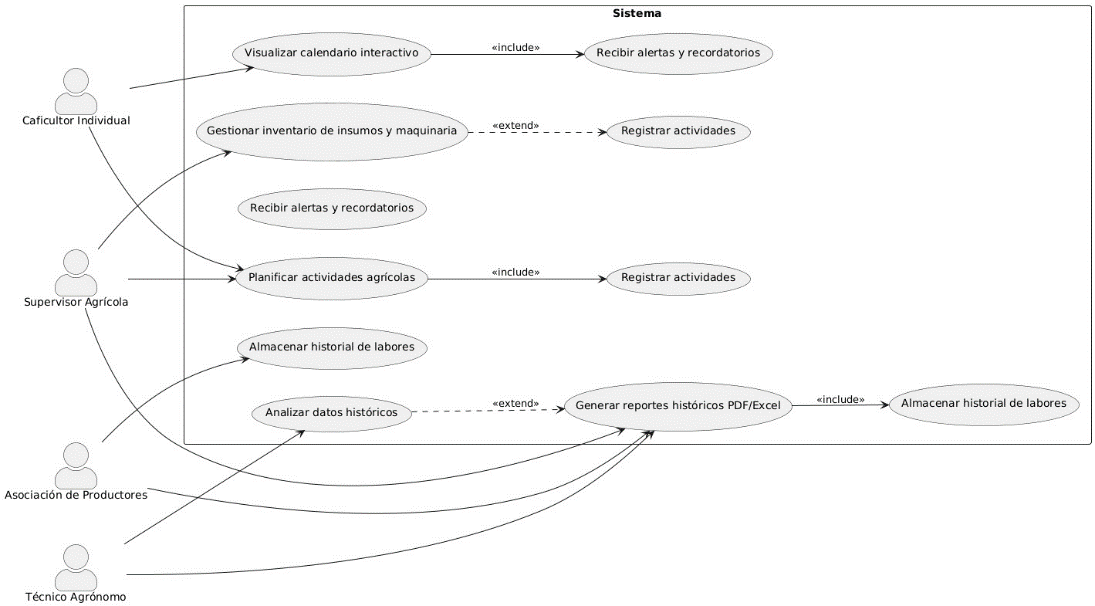 Sistema
Visualizar calendario interactivo
«include»
Recibir alertas y recordatorios
Caficultor Individual
Gestionar inventario de insumos y maquinaria
«extend»
Registrar actividades
Recibir alertas y recordatorios
Supervisor Agrícola
Planificar actividades agrícolas
«include»
Registrar actividades
Almacenar historial de labores
Analizar datos históricos
«extend»
Generar reportes históricos PDF/Excel
«include»
Almacenar historial de labores
Asociación de Productores
Técnico Agrónomo